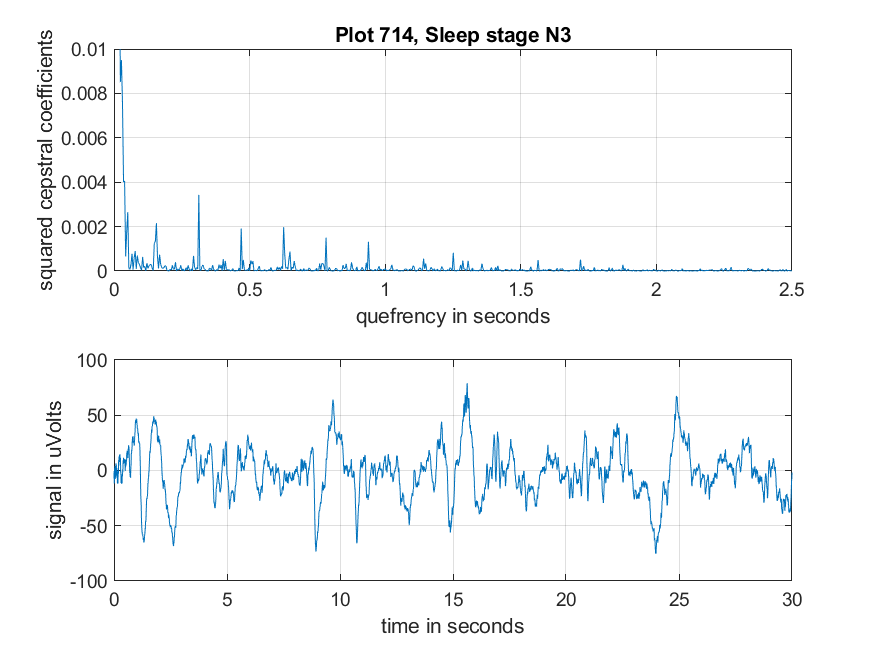 Plot 714, Sleep stage N3
squared cepstral coefficients
0.01
0.008
0.006
0.004
0.002
0
0 0.5 1 1.5 2 2.5
quefrency in seconds
signal in uVolts
100
50
0
-50
-100
0 5 10 15 20 25 30
time in seconds